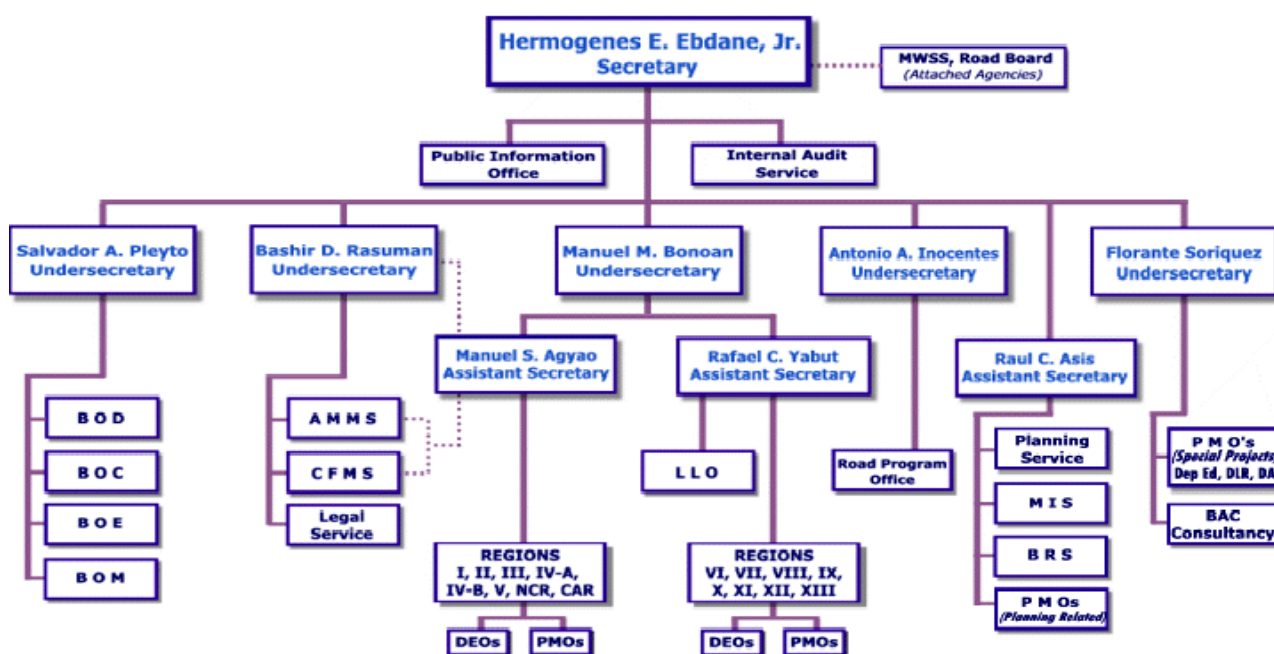 Hermogenes E. Ebdane, Jr.
Secretary
MWSS, Road Board
(Attached Agencies)
Public Information
Office
Internal Audit
Service
Salvador A. Pleyto
Undersecretary
Bashir D. Rasuman
Undersecretary
Manuel M. Bonoan
Undersecretary
Antonio A. Inocentes
Undersecretary
Florante Soriquez
Undersecretary
Manuel S. Agyao
Assistant Secretary
Rafael C. Yabut
Assistant Secretary
Raul C. Asis
Assistant Secretary
B O D
B O C
B O E
B O M
A M M S
C F M S
Legal
Service
L L O
Road Program
Office
Planning
Service
M I S
B R S
P M Os
(Planning Related)
P M O's
(Special Projects)
Dep Ed, DLR, DA
BAC
Consultancy
REGIONS
I, II, III, IV-A,
IV-B, V, NCR, CAR
DEOs
PMOs
REGIONS
VI, VII, VIII, IX,
X, XI, XII, XIII
DEOs
PMOs